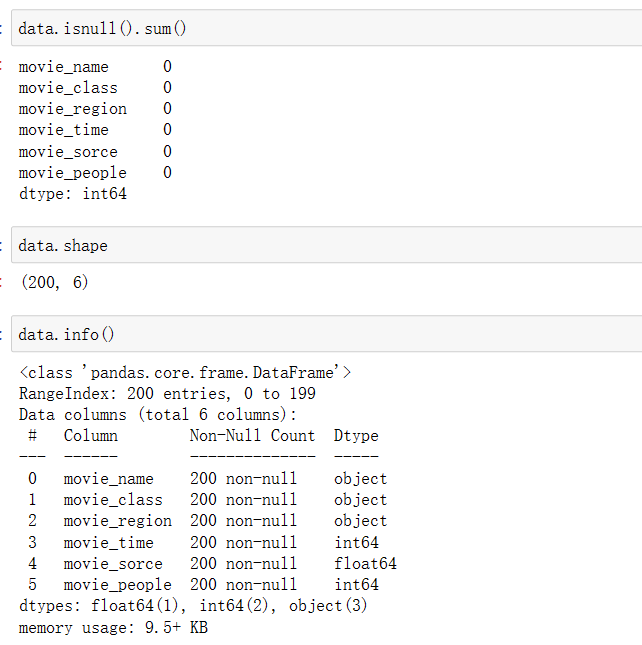 data.isnull().sum()
movie_name 0
movie_class 0
movie_region 0
movie_time 0
movie_sorce 0
movie_people 0
dtype: int64
data.shape
(200, 6)
data.info()
<class 'pandas.core.frame.DataFrame'>
RangeIndex: 200 entries, 0 to 199
Data columns (total 6 columns):
# Column Non-Null Count Dtype
--- ------ -------------- -----
0 movie_name 200 non-null object
1 movie_class 200 non-null object
2 movie_region 200 non-null object
3 movie_time 200 non-null int64
4 movie_sorce 200 non-null float64
5 movie_people 200 non-null int64
dtypes: float64(1), int64(2), object(3)
memory usage: 9.5+ KB